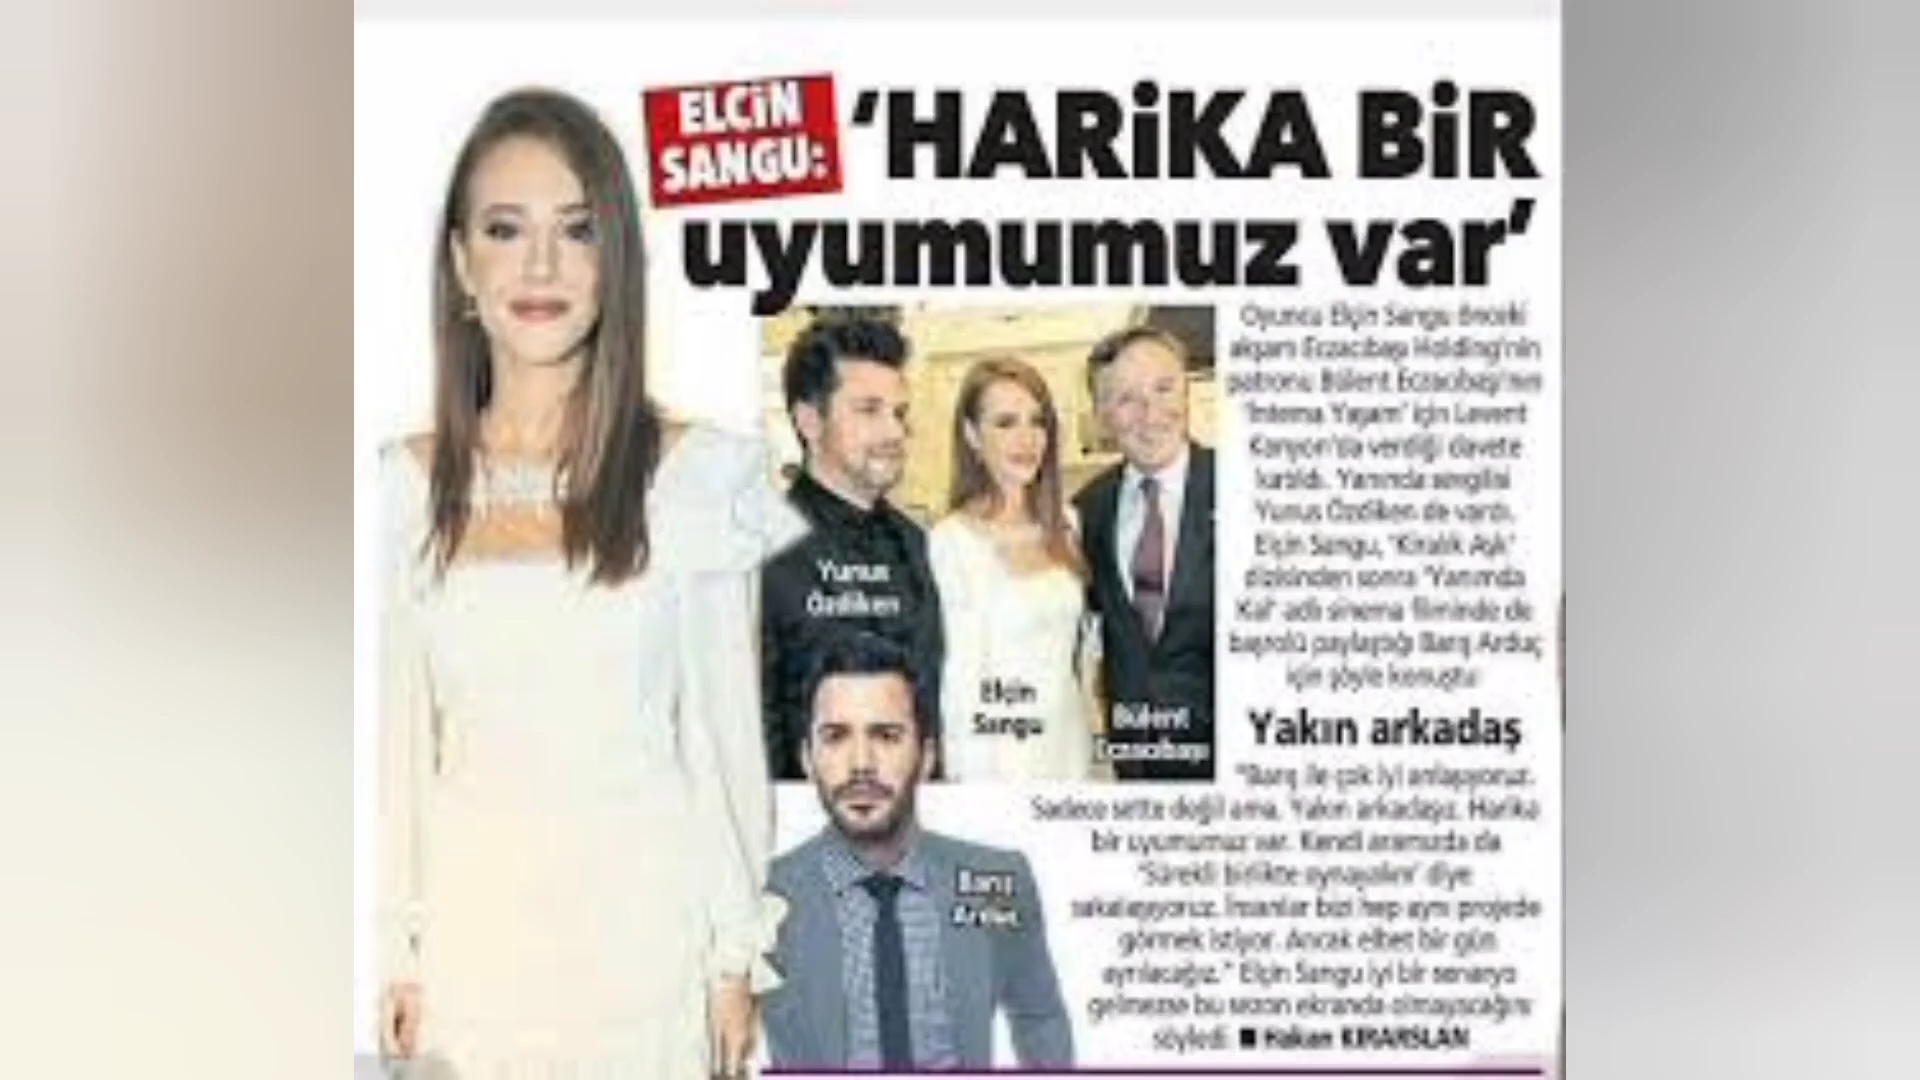 ELÇİN
SANGU:
‘HARİKA BİR
uyumumuz var’
Oyuncu Elçin Sangu önceki
akşam Eczacıbaşı Holding'nin
patronu Bülent Eczacıbaşı'nın
'İntema Yaşam' için Levent
Kanyon'da verdiği davete
katıldı. Yanında sevgilisi
Yunus Özdiken de vardı.
Elçin Sangu, "Kiralık Aşk"
dizisinden sonra "Yanımda
Kal" adlı sinema filminde de
başrolü paylaştığı Barış Arduç
için şöyle konuştu:
Yunus
Özdiken
Elçin
Sangu
Bülent
Eczacıbaşı
Barış
Arduç
Yakın arkadaş
"Barış ile çok iyi anlaşıyoruz.
Sadece sette değil ama. Yakın arkadaşız. Harika
bir uyumumuz var. Kendi aramızda da
'Sürekli birlikte oynayalım' diye
şakalaşıyoruz. İnsanlar bizi hep aynı projede
görmek istiyor. Ancak elbet bir gün
ayrılacağız." Elçin Sangu iyi bir senaryo
gelmezse bu sezon ekranda olmayacağını
söyledi. ■ Hakan KIRARSLAN